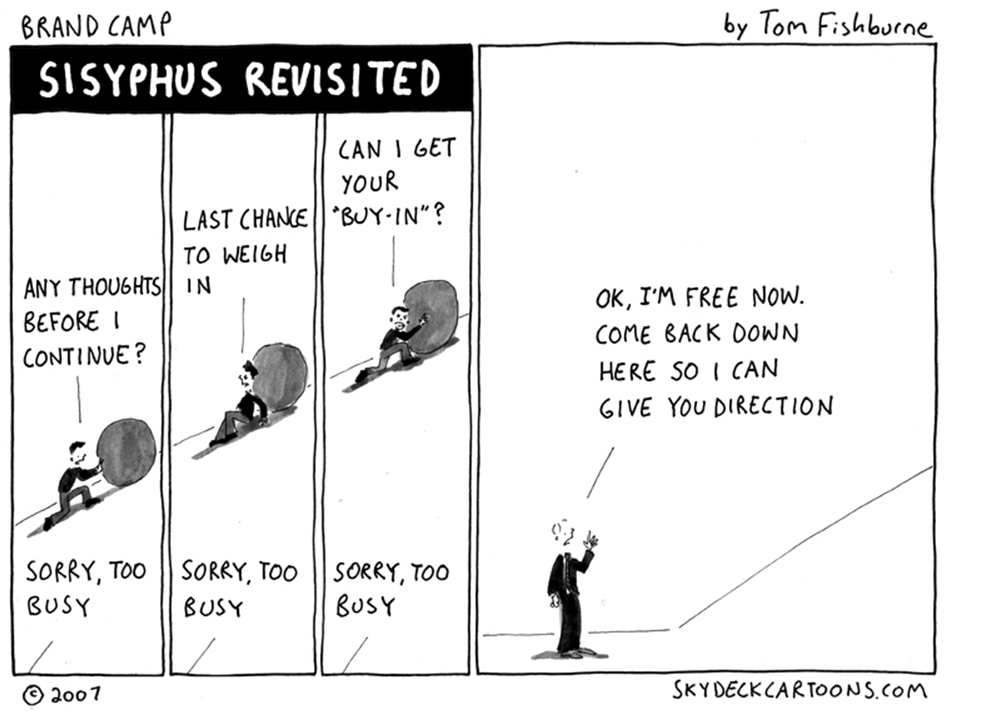 BRAND CAMP
by Tom Fishburne
SISYPHUS REVISITED
ANY THOUGHTS
BEFORE I
CONTINUE?
SORRY, TOO
BUSY
LAST CHANCE
TO WEIGH
IN
SORRY, TOO
BUSY
CAN I GET
YOUR
"BUY-IN"?
SORRY, TOO
BUSY
OK, I'M FREE NOW.
COME BACK DOWN
HERE SO I CAN
GIVE YOU DIRECTION
© 2007
SKYDECKCARTOONS.COM